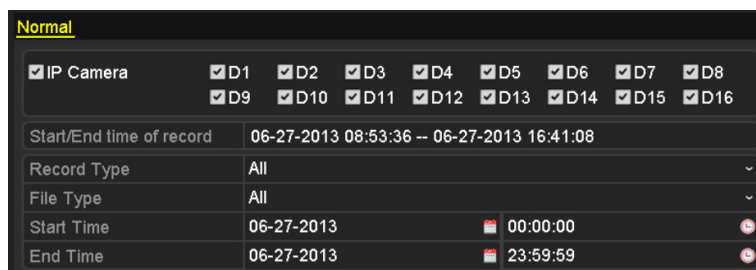 Normal
IP Camera D1 D2 D3 D4 D5 D6 D7 D8
D9 D10 D11 D12 D13 D14 D15 D16
Start/End time of record 06-27-2013 08:53:36 -- 06-27-2013 16:41:08
Record Type All
File Type All
Start Time 06-27-2013 00:00:00
End Time 06-27-2013 23:59:59